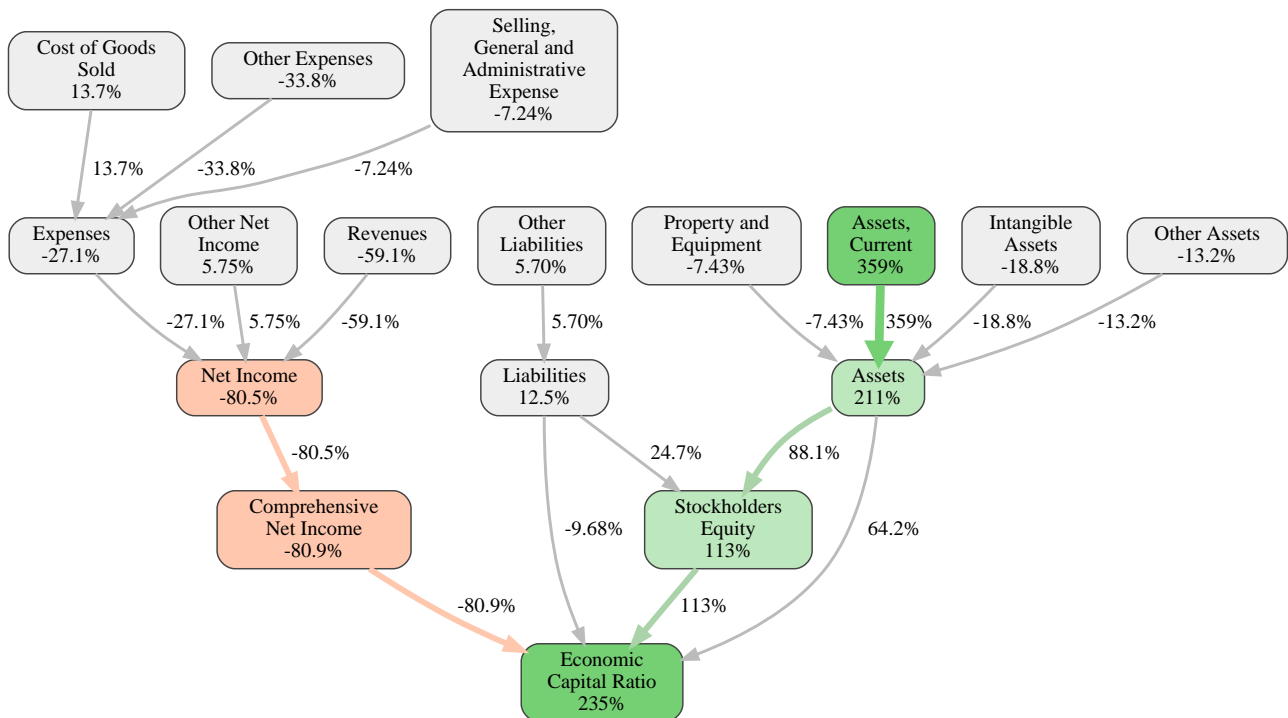 Cost of Goods
Sold
13.7%
Other Expenses
-33.8%
Selling,
General and
Administrative
Expense
-7.24%
13.7%
-33.8%
-7.24%
Expenses
-27.1%
Other Net
Income
5.75%
Revenues
-59.1%
Other
Liabilities
5.70%
Property and
Equipment
-7.43%
Assets,
Current
359%
Intangible
Assets
-18.8%
Other Assets
-13.2%
-27.1%
5.75%
-59.1%
5.70%
-7.43%
359%
-18.8%
-13.2%
Net Income
-80.5%
Liabilities
12.5%
Assets
211%
-80.5%
24.7%
88.1%
Comprehensive
Net Income
-80.9%
-9.68%
Stockholders
Equity
113%
64.2%
-80.9%
113%
Economic
Capital Ratio
235%